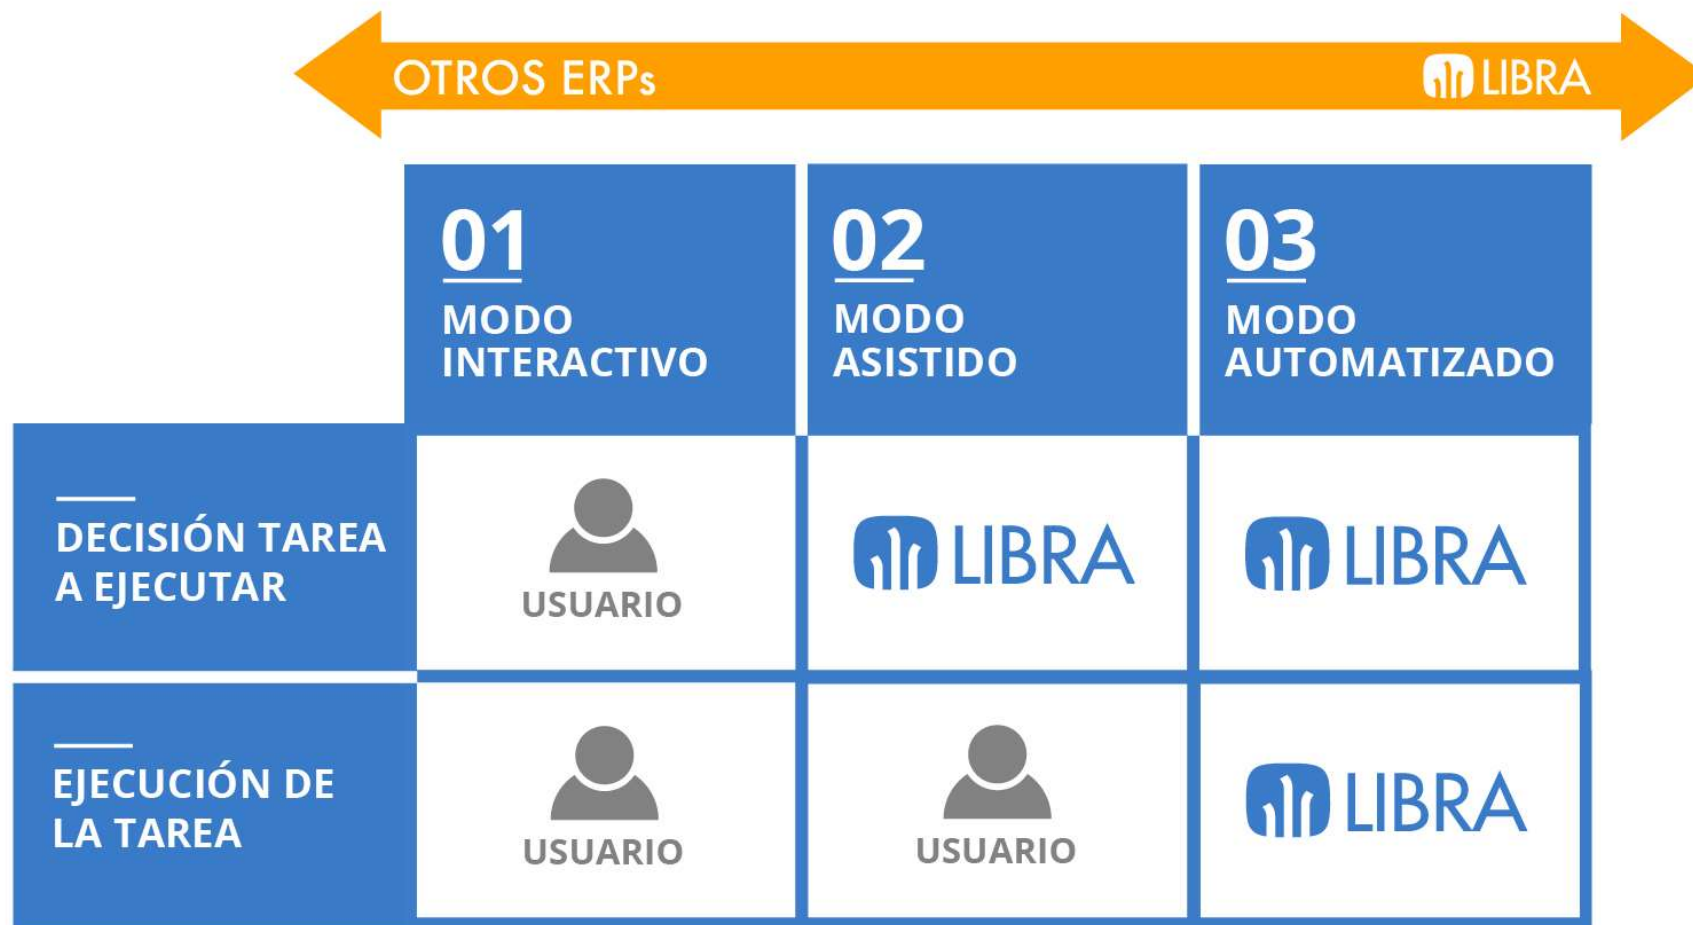 OTROS ERPs
LIBRA
01
MODO
INTERACTIVO
02
MODO
ASISTIDO
03
MODO
AUTOMATIZADO
DECISIÓN TAREA
A EJECUTAR
USUARIO
LIBRA
LIBRA
EJECUCIÓN DE
LA TAREA
USUARIO
USUARIO
LIBRA